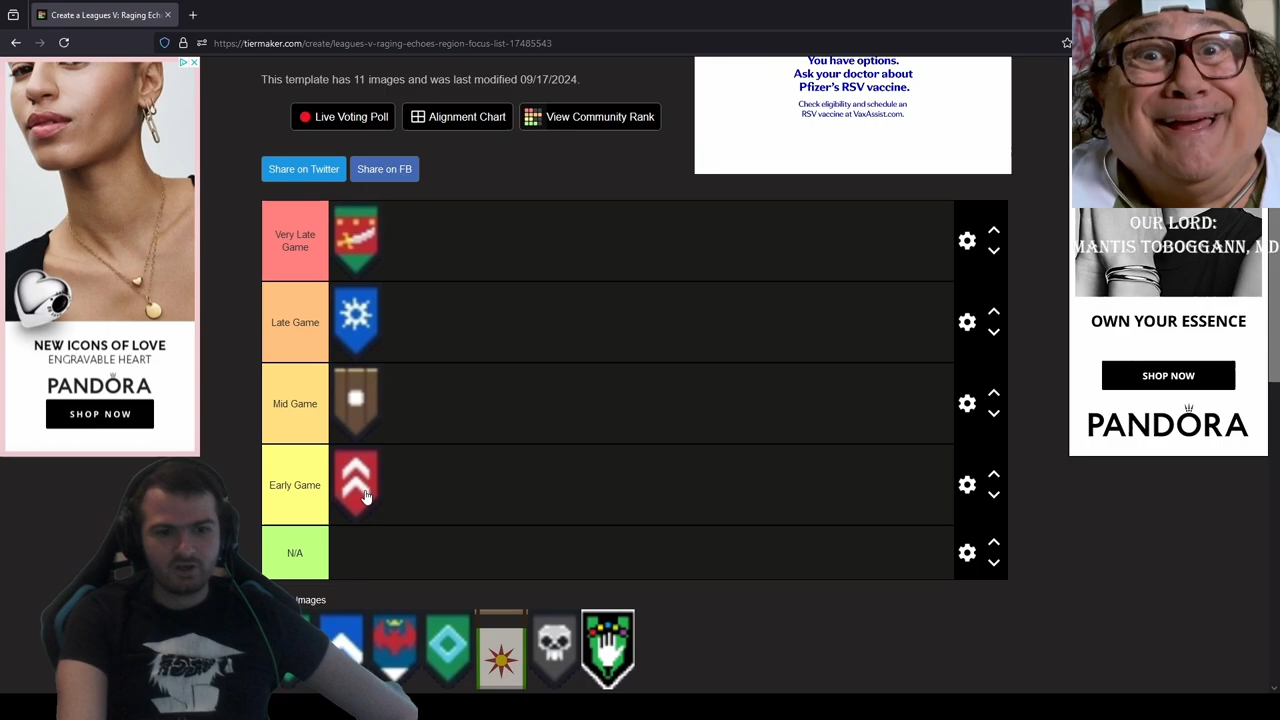 Create a Leagues V: Raging Ech
https://tiermaker.com/create/leagues-v-raging-echoes-region-focus-list-17485543
This template has 11 images and was last modified 09/17/2024.
You have options.
Ask your doctor about
Pfizer's RSV vaccine.
Check eligibility and schedule an
RSV vaccine at VaxAssist.com.
Live Voting Poll
Alignment Chart
View Community Rank
Share on Twitter
Share on FB
Very Late
Game
Late Game
Mid Game
Early Game
N/A
Images
NEW ICONS OF LOVE
ENGRAVABLE HEART
PANDÖRA
SHOP NOW
OUR LORD:
MANTIS TOBOGGANN, MD
OWN YOUR ESSENCE
SHOP NOW
PANDÖRA